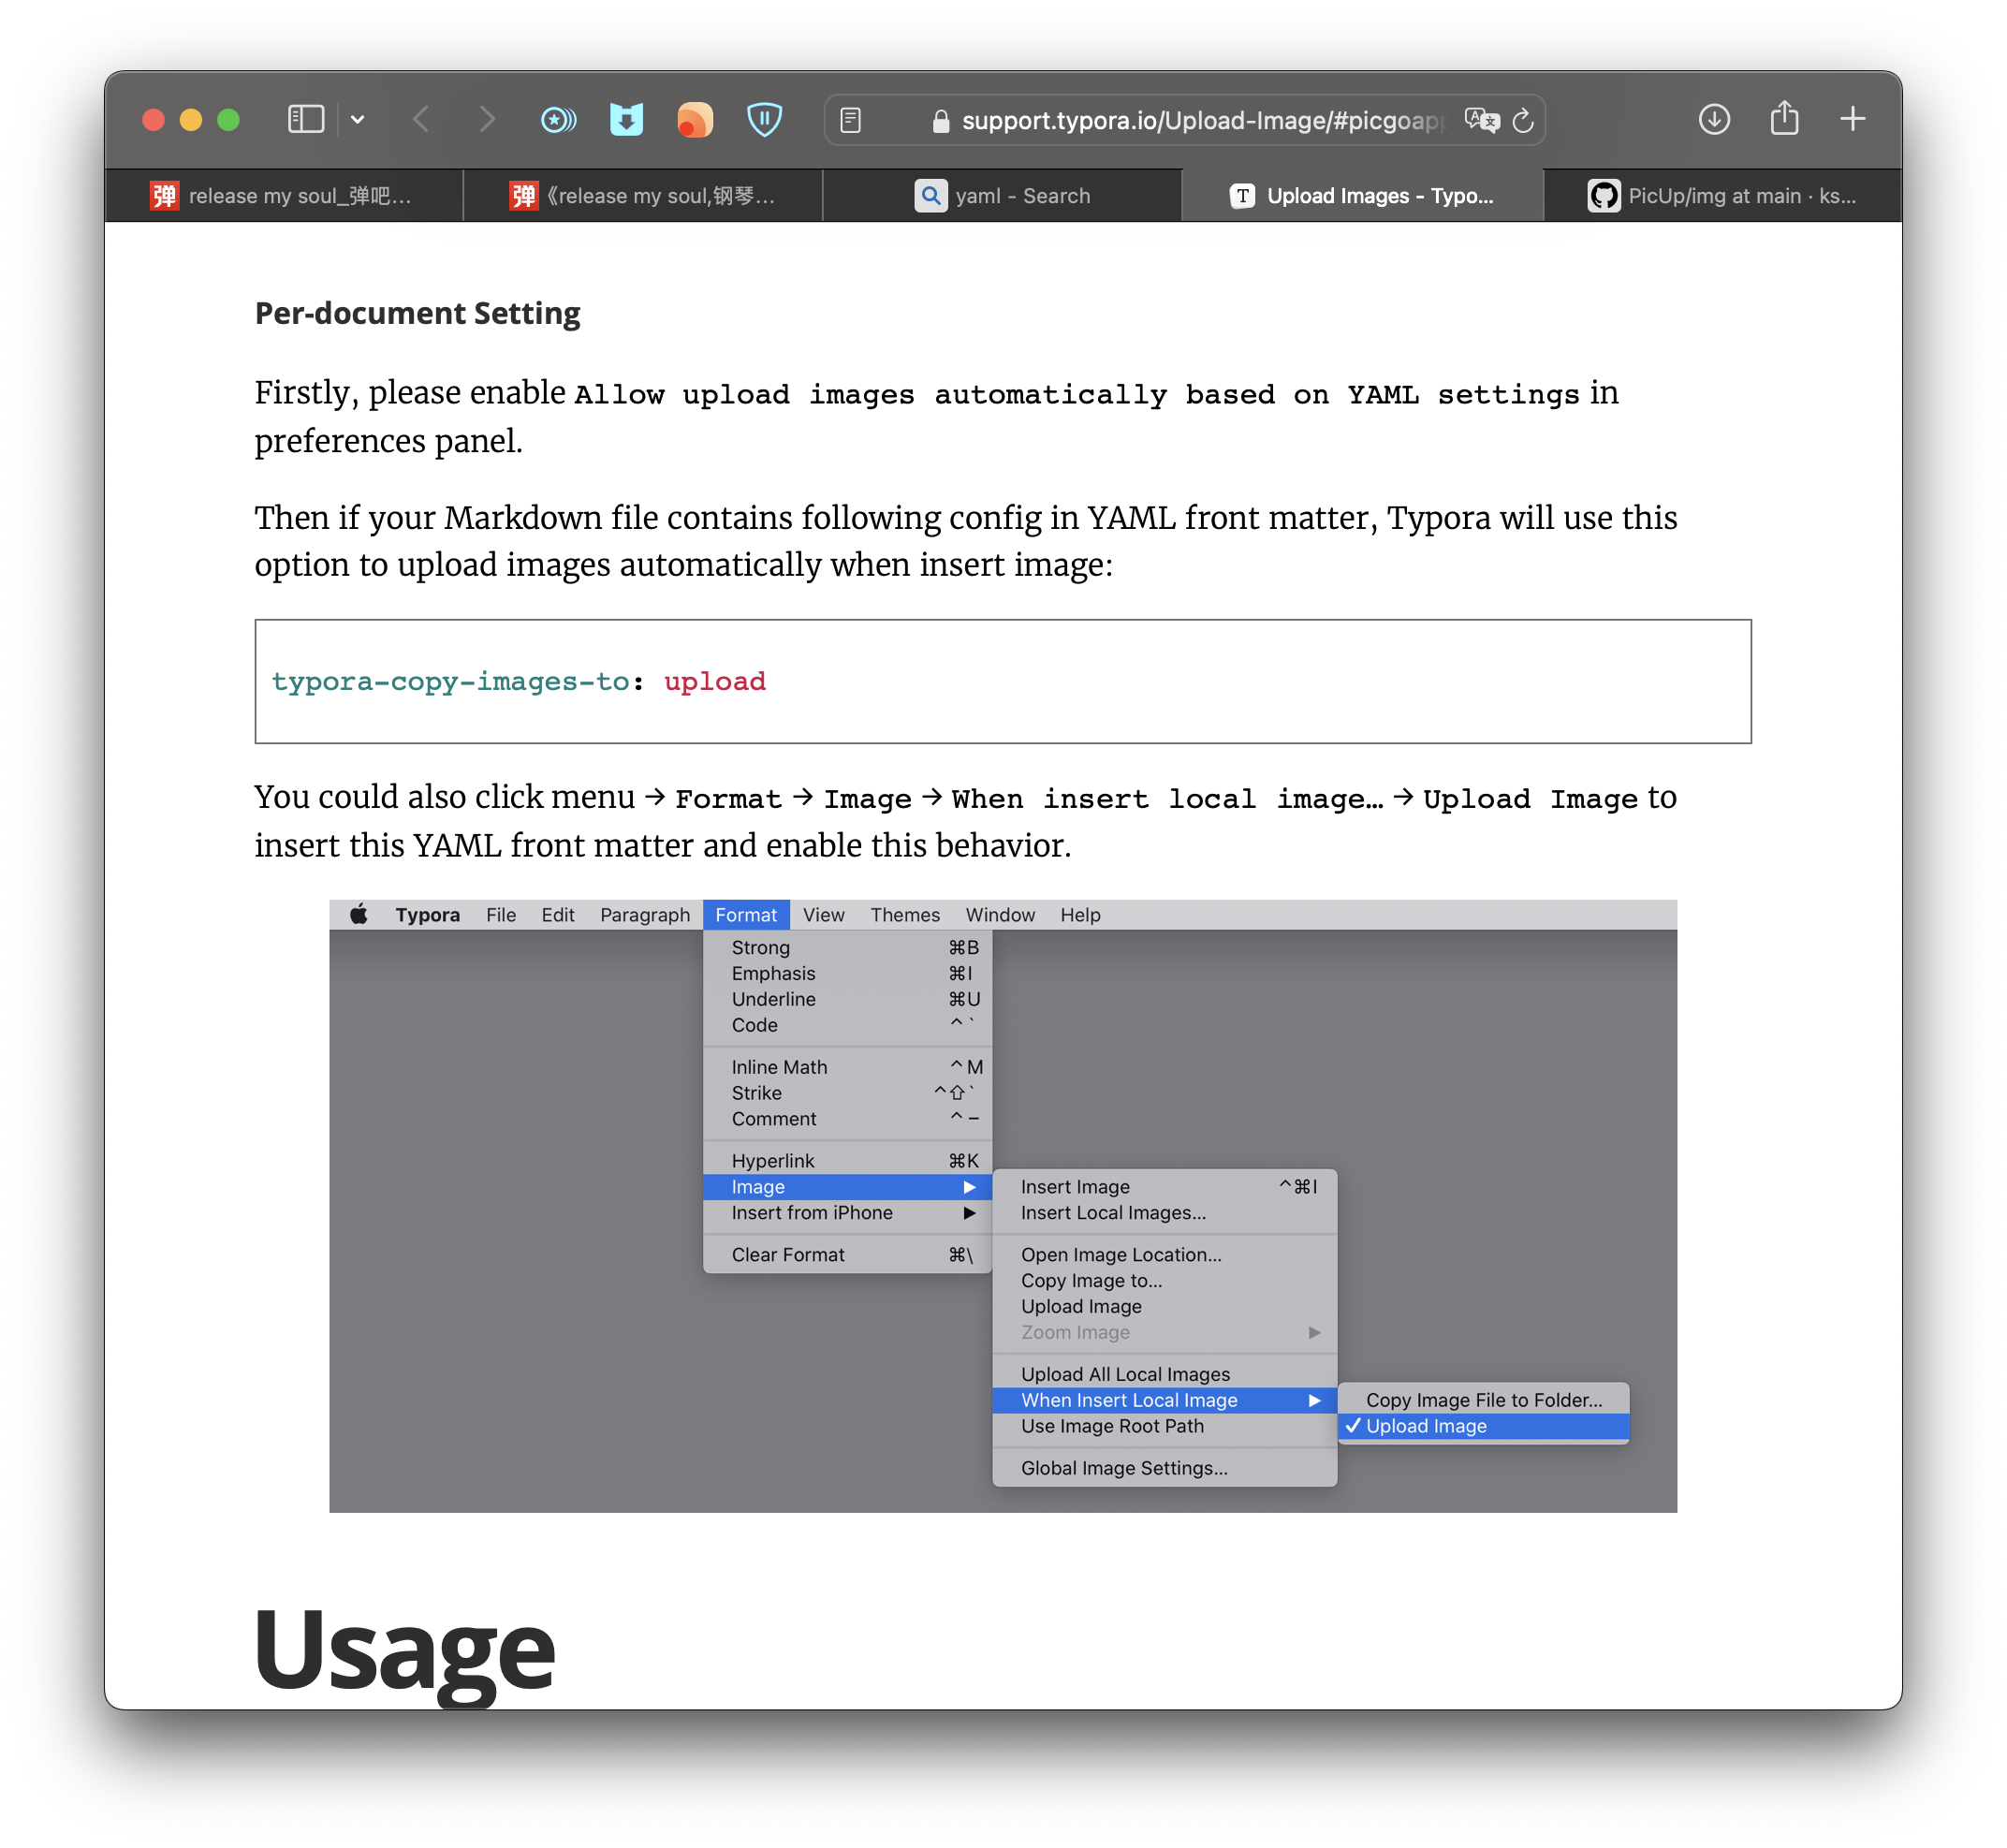 support.typora.io/Upload-Image/#picgoapp
release my soul_弹吧...
《release my soul,钢琴...
yaml - Search
T Upload Images - Typo...
PicUp/img at main · ks...
Per-document Setting
Firstly, please enable Allow upload images automatically based on YAML settings in
preferences panel.
Then if your Markdown file contains following config in YAML front matter, Typora will use this
option to upload images automatically when insert image:
typora-copy-images-to: upload
You could also click menu → Format → Image → When insert local image… → Upload Image to
insert this YAML front matter and enable this behavior.
Typora File Edit Paragraph Format View Themes Window Help
Strong ⌘B
Emphasis ⌘I
Underline ⌘U
Code ^`
Inline Math ^M
Strike ^⇧`
Comment ^–
Hyperlink ⌘K
Image ▶
Insert from iPhone ▶
Clear Format ⌘\
Insert Image ^⌘I
Insert Local Images...
Open Image Location...
Copy Image to...
Upload Image
Zoom Image ▶
Upload All Local Images
When Insert Local Image ▶
Use Image Root Path
Global Image Settings...
Copy Image File to Folder...
✓ Upload Image
Usage